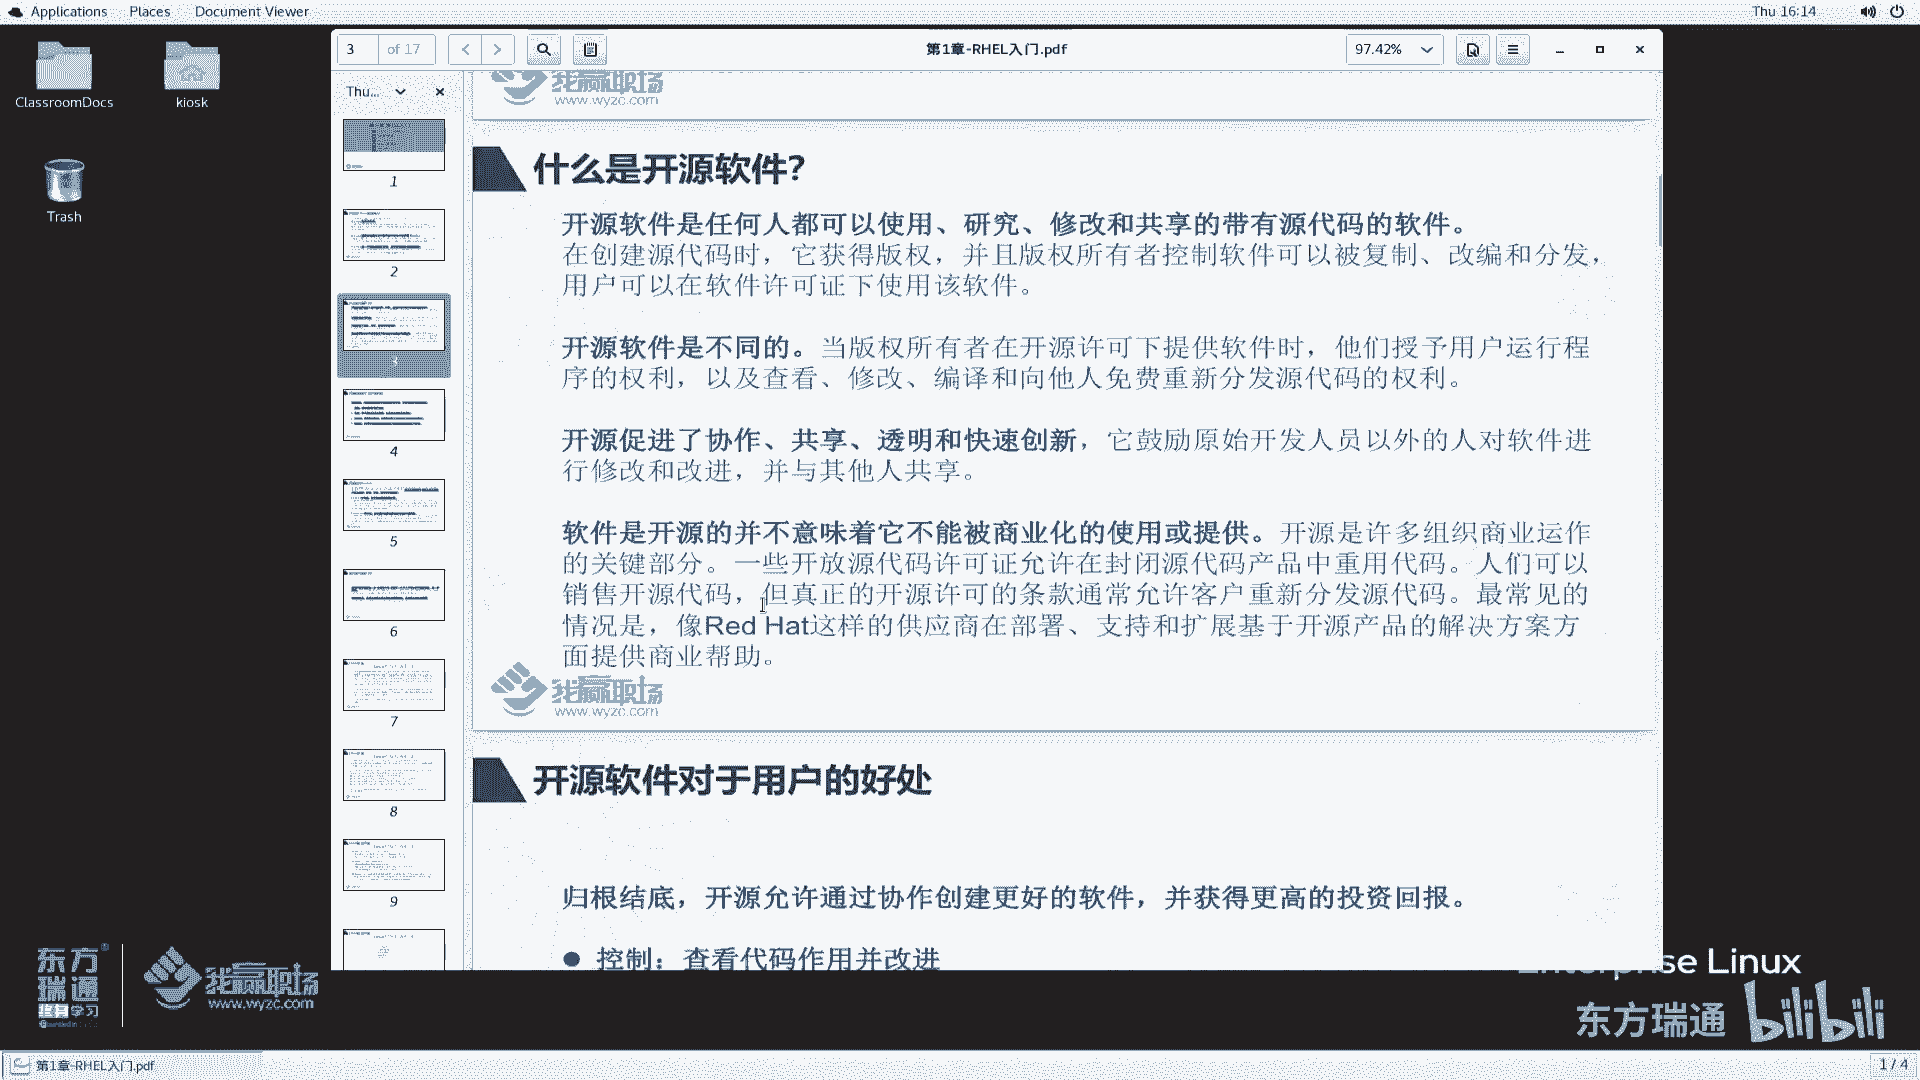 Applications Places Document Viewer Thu 16:14
ClassroomDocs
kiosk
Trash
3 of 17
第1章-RHEL入门.pdf
97.42%
Thu...
1
2
3
4
5
6
7
8
9
我赢职场
www.wyzc.com
什么是开源软件?
开源软件是任何人都可以使用、研究、修改和共享的带有源代码的软件。
在创建源代码时，它获得版权，并且版权所有者控制软件可以被复制、改编和分发，
用户可以在软件许可证下使用该软件。
开源软件是不同的。当版权所有者在开源许可下提供软件时，他们授予用户运行程
序的权利，以及查看、修改、编译和向他人免费重新分发源代码的权利。
开源促进了协作、共享、透明和快速创新，它鼓励原始开发人员以外的人对软件进
行修改和改进，并与其他人共享。
软件是开源的并不意味着它不能被商业化的使用或提供。开源是许多组织商业运作
的关键部分。一些开放源代码许可证允许在封闭源代码产品中重用代码。人们可以
销售开源代码，但真正的开源许可的条款通常允许客户重新分发源代码。最常见的
情况是，像Red Hat这样的供应商在部署、支持和扩展基于开源产品的解决方案方
面提供商业帮助。
我赢职场
www.wyzc.com
开源软件对于用户的好处
归根结底，开源允许通过协作创建更好的软件，并获得更高的投资回报。
● 控制：查看代码作用并改进
东方
瑞通
终身学习
我赢职场
www.wyzc.com
Enterprise Linux
东方瑞通 bilibili
第1章-RHEL入门.pdf
1 / 4